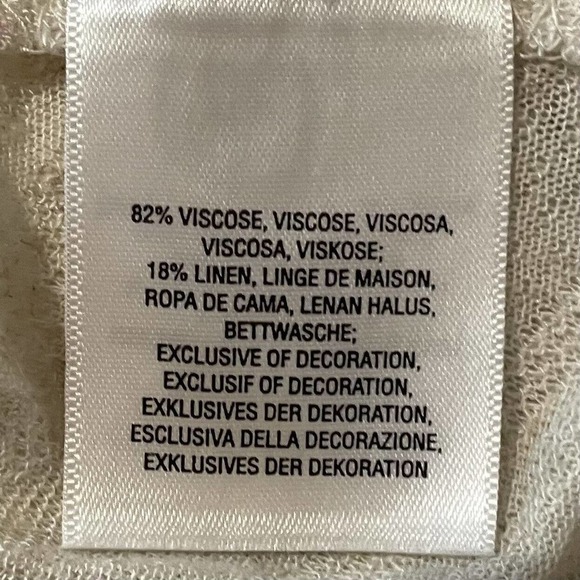 82% VISCOSE, VISCOSE, VISCOSA,
VISCOSA, VISKOSE;
18% LINEN, LINGE DE MAISON,
ROPA DE CAMA, LENAN HALUS,
BETTWASCHE;
EXCLUSIVE OF DECORATION,
EXCLUSIF OF DECORATION,
EXKLUSIVES DER DEKORATION,
ESCLUSIVA DELLA DECORAZIONE,
EXKLUSIVES DER DEKORATION